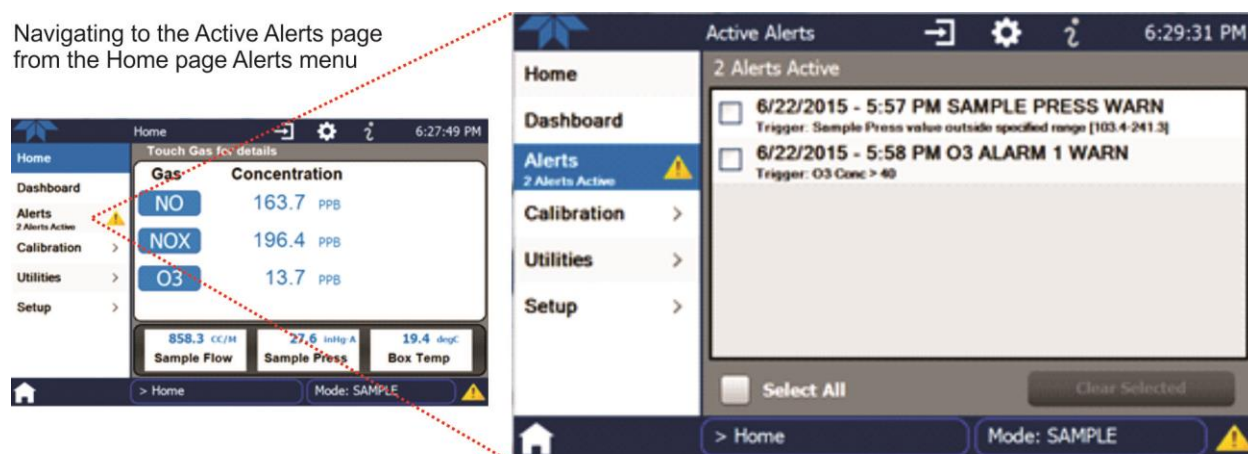 Navigating to the Active Alerts page
from the Home page Alerts menu
Home
6:27:49 PM
Home
Dashboard
Alerts
2 Alerts Active
Calibration >
Utilities >
Setup >
Touch Gas for details
Gas Concentration
NO 163.7 PPB
NOX 196.4 PPB
O3 13.7 PPB
858.3 CC/M
Sample Flow
27.6 inHg-A
Sample Press
19.4 degC
Box Temp
> Home
Mode: SAMPLE
Active Alerts
6:29:31 PM
Home
Dashboard
Alerts
2 Alerts Active
Calibration >
Utilities >
Setup >
2 Alerts Active
6/22/2015 - 5:57 PM SAMPLE PRESS WARN
Trigger: Sample Press value outside specified range [103.4-241.3]
6/22/2015 - 5:58 PM O3 ALARM 1 WARN
Trigger: O3 Conc > 40
Select All
Clear Selected
> Home
Mode: SAMPLE